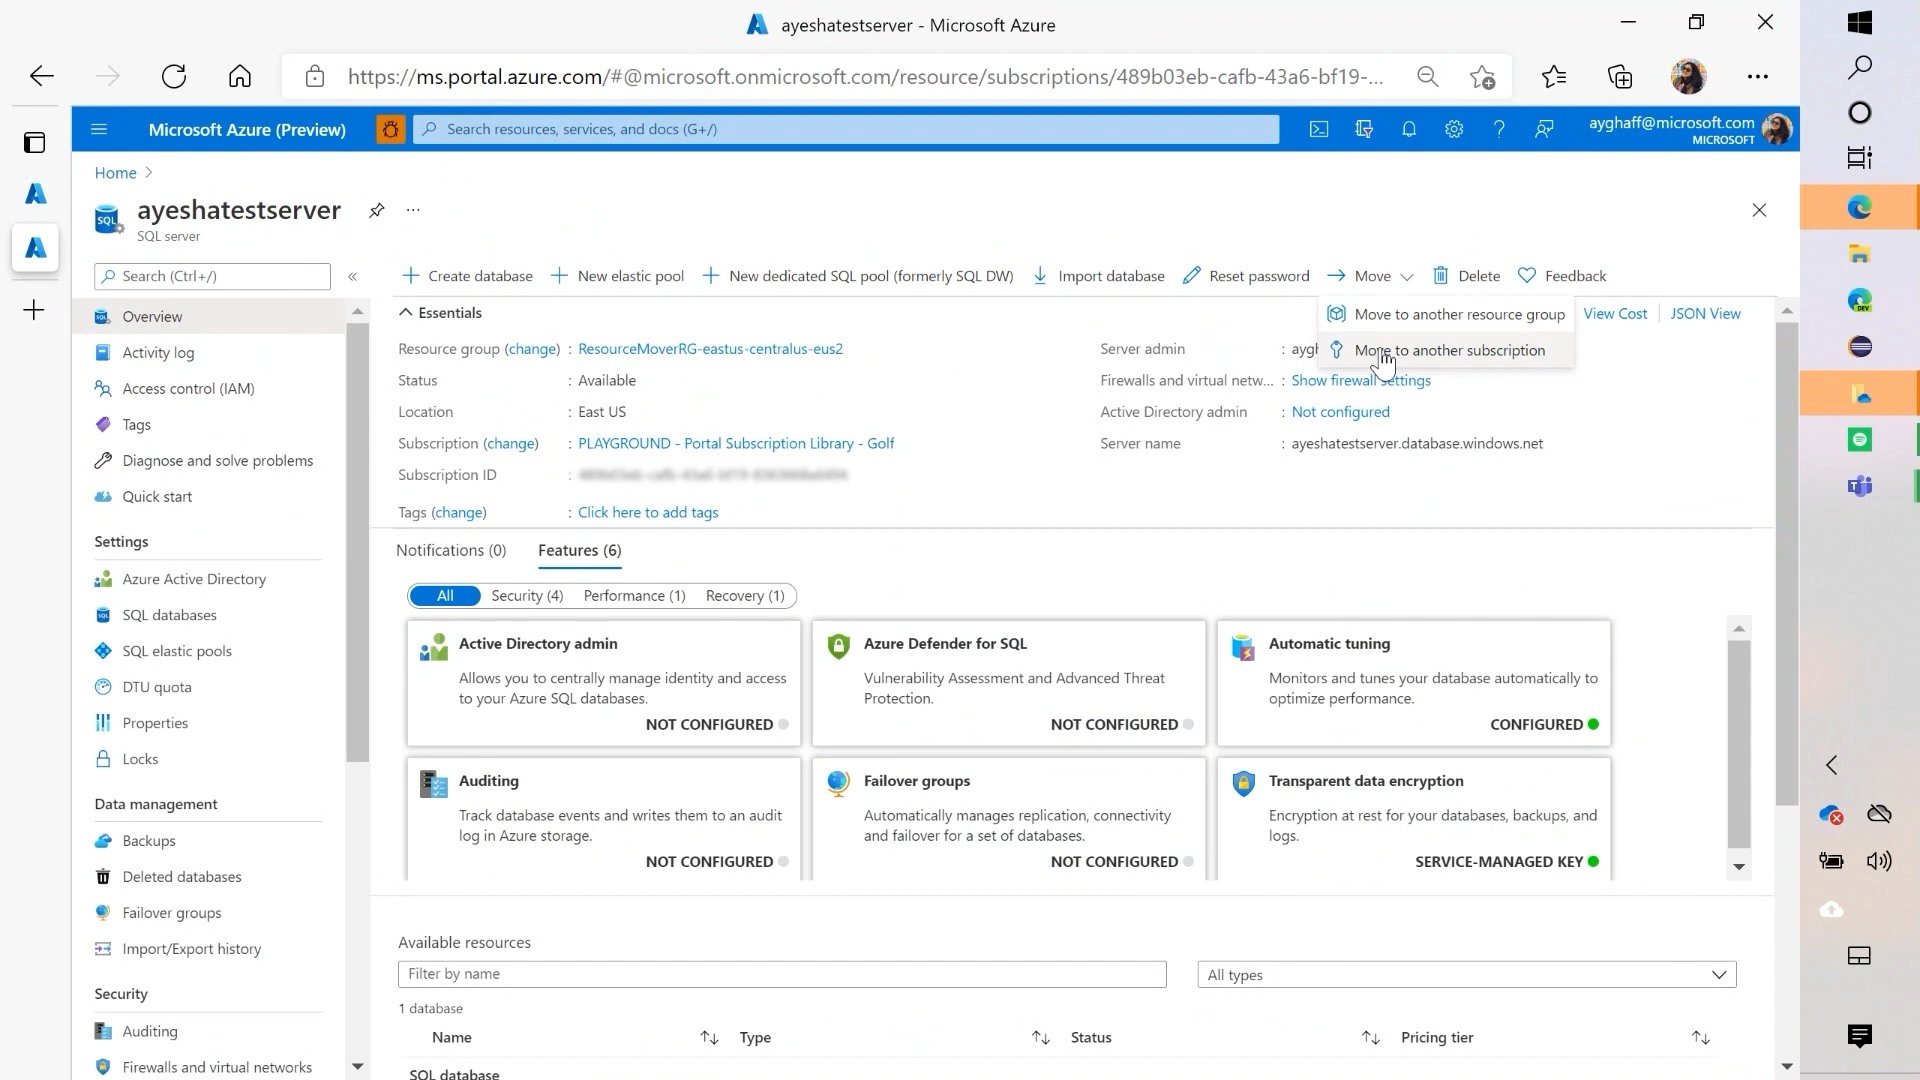 ayeshatestserver - Microsoft Azure
https://ms.portal.azure.com/#@microsoft.onmicrosoft.com/resource/subscriptions/489b03eb-cafb-43a6-bf19-...
Microsoft Azure (Preview)
Search resources, services, and docs (G+/)
ayghaff@microsoft.com
MICROSOFT
Home
ayeshatestserver
...
SQL server
Search (Ctrl+/)
Create database
New elastic pool
New dedicated SQL pool (formerly SQL DW)
Import database
Reset password
Move
Delete
Feedback
Move to another resource group
Move to another subscription
Overview
Activity log
Access control (IAM)
Tags
Diagnose and solve problems
Quick start
Settings
Azure Active Directory
SQL databases
SQL elastic pools
DTU quota
Properties
Locks
Data management
Backups
Deleted databases
Failover groups
Import/Export history
Security
Auditing
Firewalls and virtual networks
Essentials
View Cost
JSON View
Resource group (change) : ResourceMoverRG-eastus-centralus-eus2
Status : Available
Location : East US
Subscription (change) : PLAYGROUND - Portal Subscription Library - Golf
Subscription ID :
Tags (change) : Click here to add tags
Server admin : aygh
Firewalls and virtual netw... : Show firewall settings
Active Directory admin : Not configured
Server name : ayeshatestserver.database.windows.net
Notifications (0)
Features (6)
All
Security (4)
Performance (1)
Recovery (1)
Active Directory admin
Allows you to centrally manage identity and access
to your Azure SQL databases.
NOT CONFIGURED
Azure Defender for SQL
Vulnerability Assessment and Advanced Threat
Protection.
NOT CONFIGURED
Automatic tuning
Monitors and tunes your database automatically to
optimize performance.
CONFIGURED
Auditing
Track database events and writes them to an audit
log in Azure storage.
NOT CONFIGURED
Failover groups
Automatically manages replication, connectivity
and failover for a set of databases.
NOT CONFIGURED
Transparent data encryption
Encryption at rest for your databases, backups, and
logs.
SERVICE-MANAGED KEY
Available resources
Filter by name
All types
1 database
Name
Type
Status
Pricing tier
SQL database